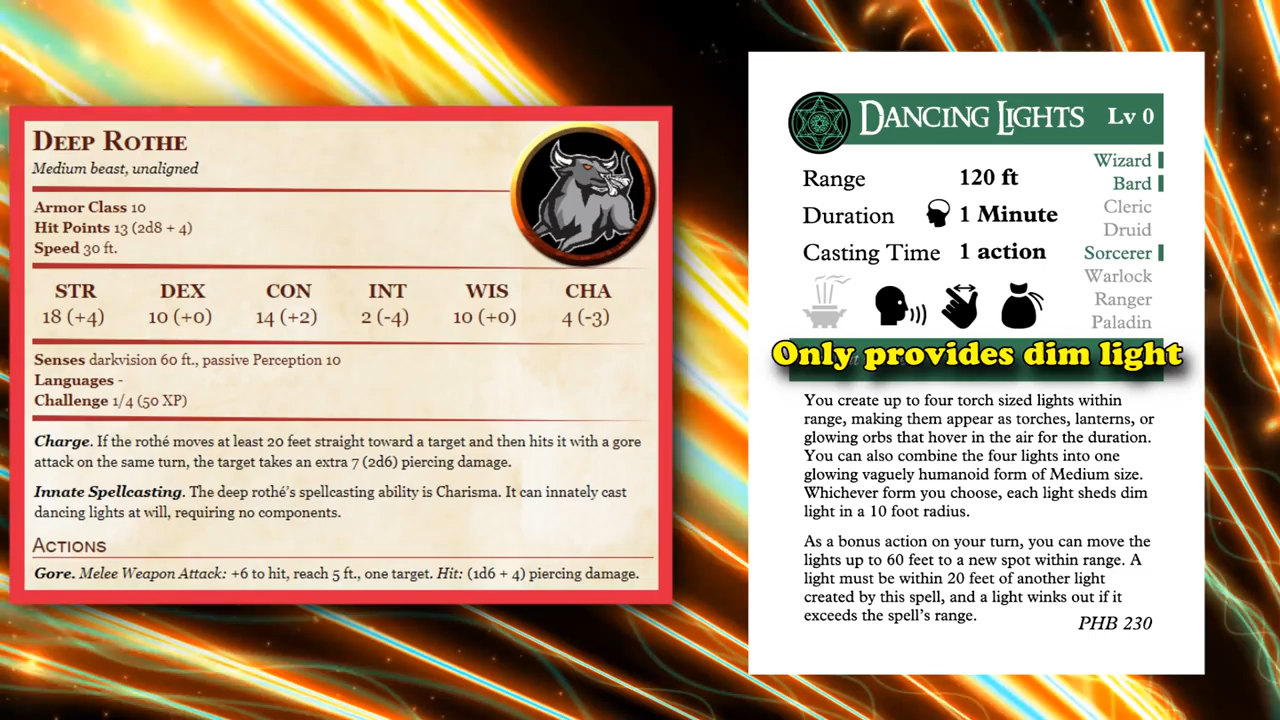 DEEP ROTHE
Medium beast, unaligned
Armor Class 10
Hit Points 13 (2d8 + 4)
Speed 30 ft.
STR DEX CON INT WIS CHA
18 (+4) 10 (+0) 14 (+2) 2 (-4) 10 (+0) 4 (-3)
Senses darkvision 60 ft., passive Perception 10
Languages -
Challenge 1/4 (50 XP)
Charge. If the rothé moves at least 20 feet straight toward a target and then hits it with a gore
attack on the same turn, the target takes an extra 7 (2d6) piercing damage.
Innate Spellcasting. The deep rothé's spellcasting ability is Charisma. It can innately cast
dancing lights at will, requiring no components.
ACTIONS
Gore. Melee Weapon Attack: +6 to hit, reach 5 ft., one target. Hit: (1d6 + 4) piercing damage.
DANCING LIGHTS Lv 0
Range 120 ft
Duration 1 Minute
Casting Time 1 action
Wizard
Bard
Cleric
Druid
Sorcerer
Warlock
Ranger
Paladin
Only provides dim light
You create up to four torch sized lights within
range, making them appear as torches, lanterns, or
glowing orbs that hover in the air for the duration.
You can also combine the four lights into one
glowing vaguely humanoid form of Medium size.
Whichever form you choose, each light sheds dim
light in a 10 foot radius.
As a bonus action on your turn, you can move the
lights up to 60 feet to a new spot within range. A
light must be within 20 feet of another light
created by this spell, and a light winks out if it
exceeds the spell's range.
PHB 230